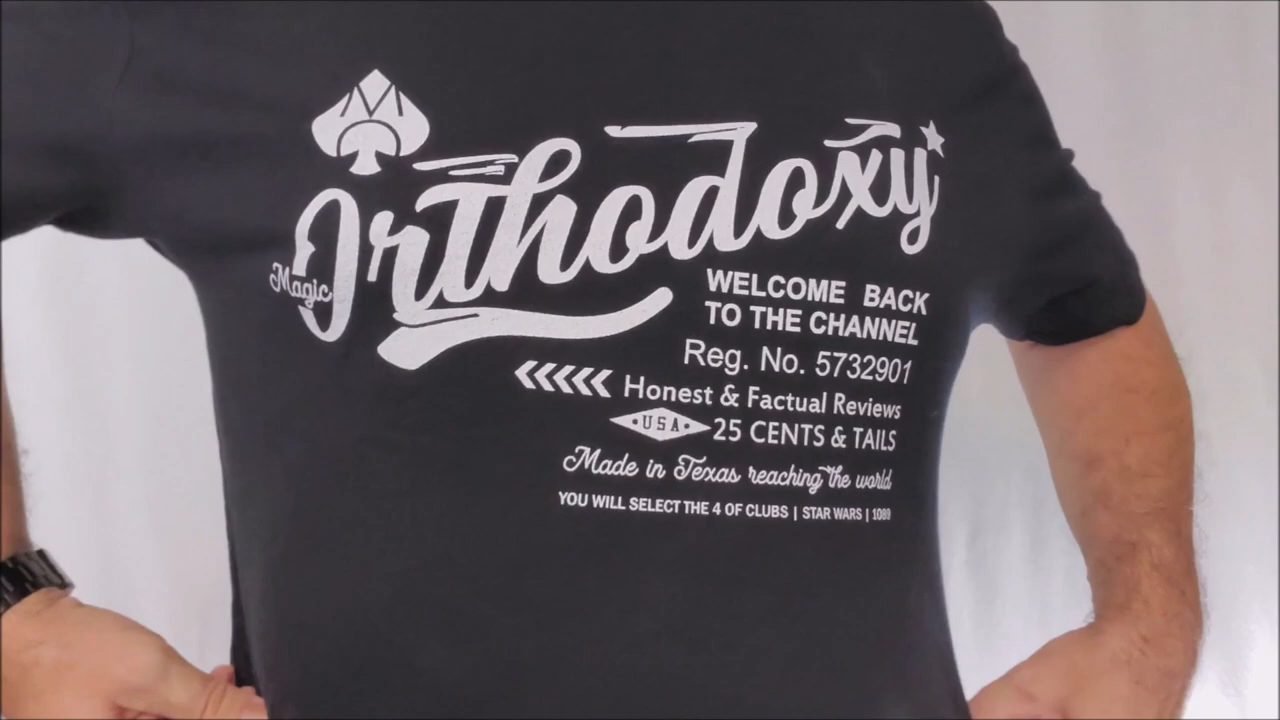 Magic
Orthodoxy
WELCOME BACK
TO THE CHANNEL
Reg. No. 5732901
Honest & Factual Reviews
USA
25 CENTS & TAILS
Made in Texas reaching the world
YOU WILL SELECT THE 4 OF CLUBS | STAR WARS | 1089